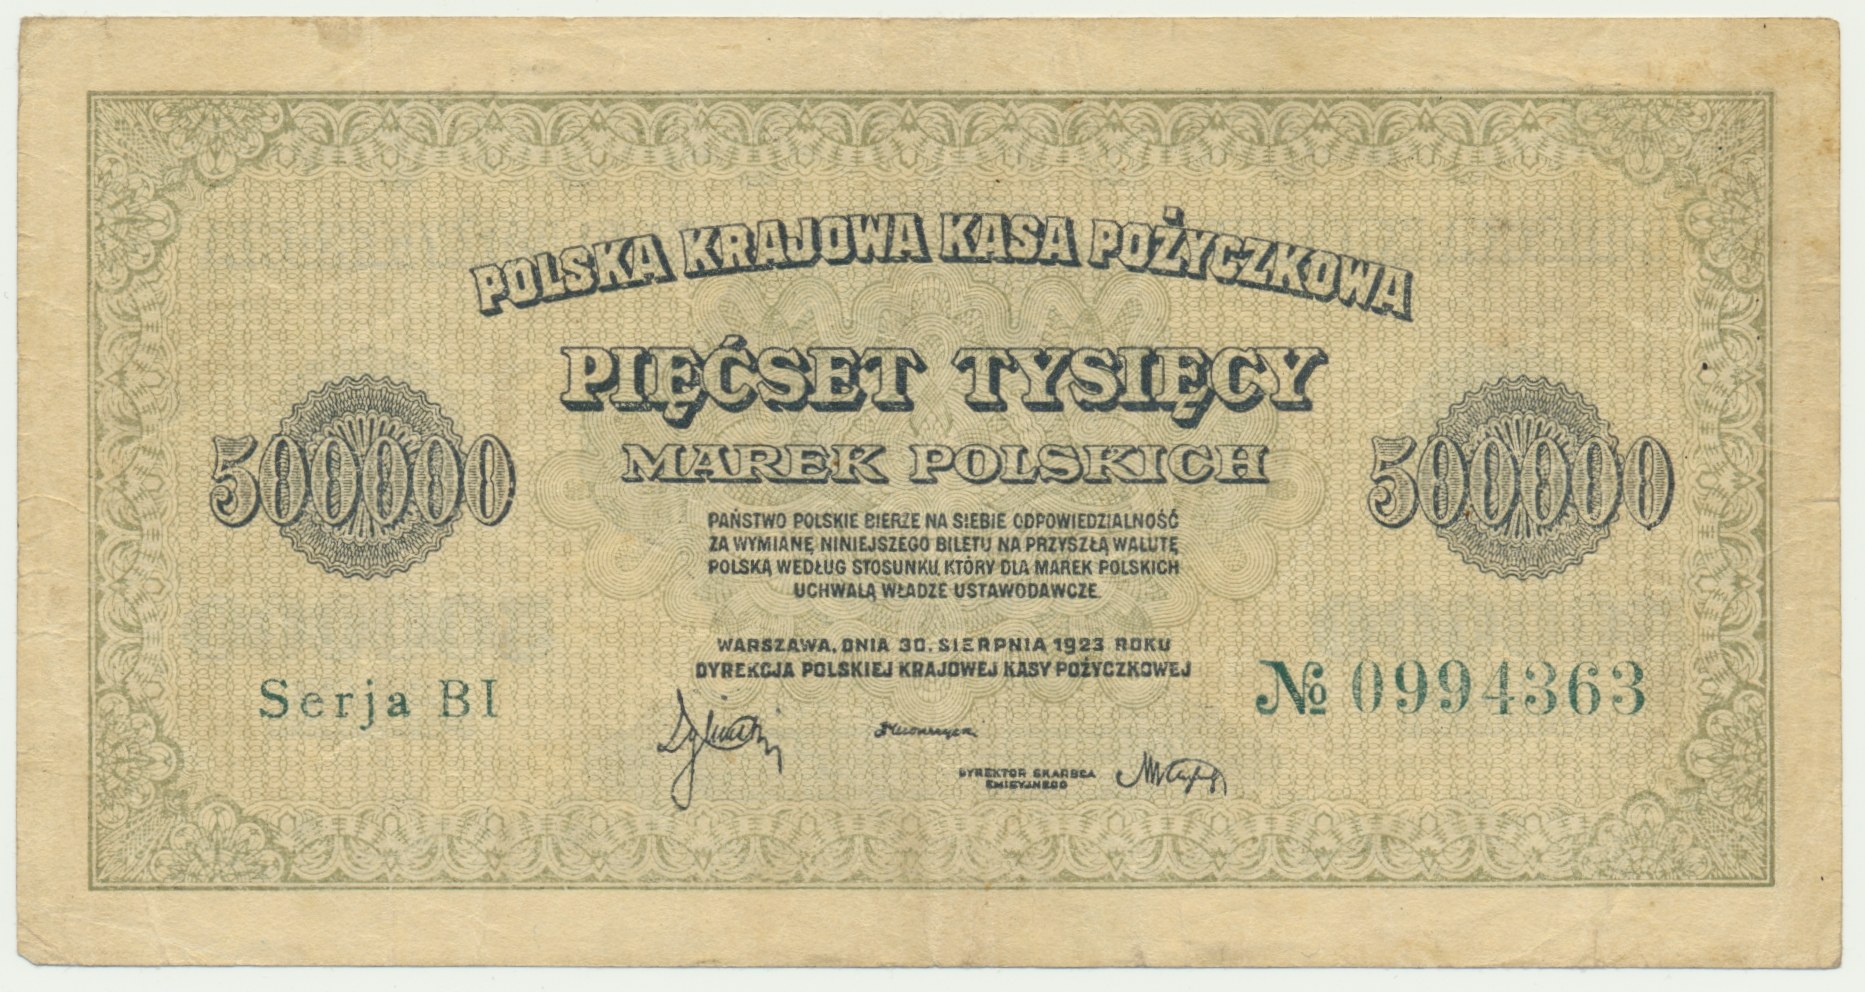 POLSKA KRAJOWA KASA POŻYCZKOWA
PIĘĆSET TYSIĘCY
MAREK POLSKICH
500000
500000
PAŃSTWO POLSKIE BIERZE NA SIEBIE ODPOWIEDZIALNOŚĆ
ZA WYMIANĘ NINIEJSZEGO BILETU NA PRZYSZŁĄ WALUTĘ
POLSKĄ WEDŁUG STOSUNKU, KTÓRY DLA MAREK POLSKICH
UCHWALĄ WŁADZE USTAWODAWCZE.
WARSZAWA, DNIA 30. SIERPNIA 1923 ROKU
DYREKCJA POLSKIEJ KRAJOWEJ KASY POŻYCZKOWEJ
Serja BI
№ 0994363
DYREKTOR SKARBCA
EMISYJNEGO